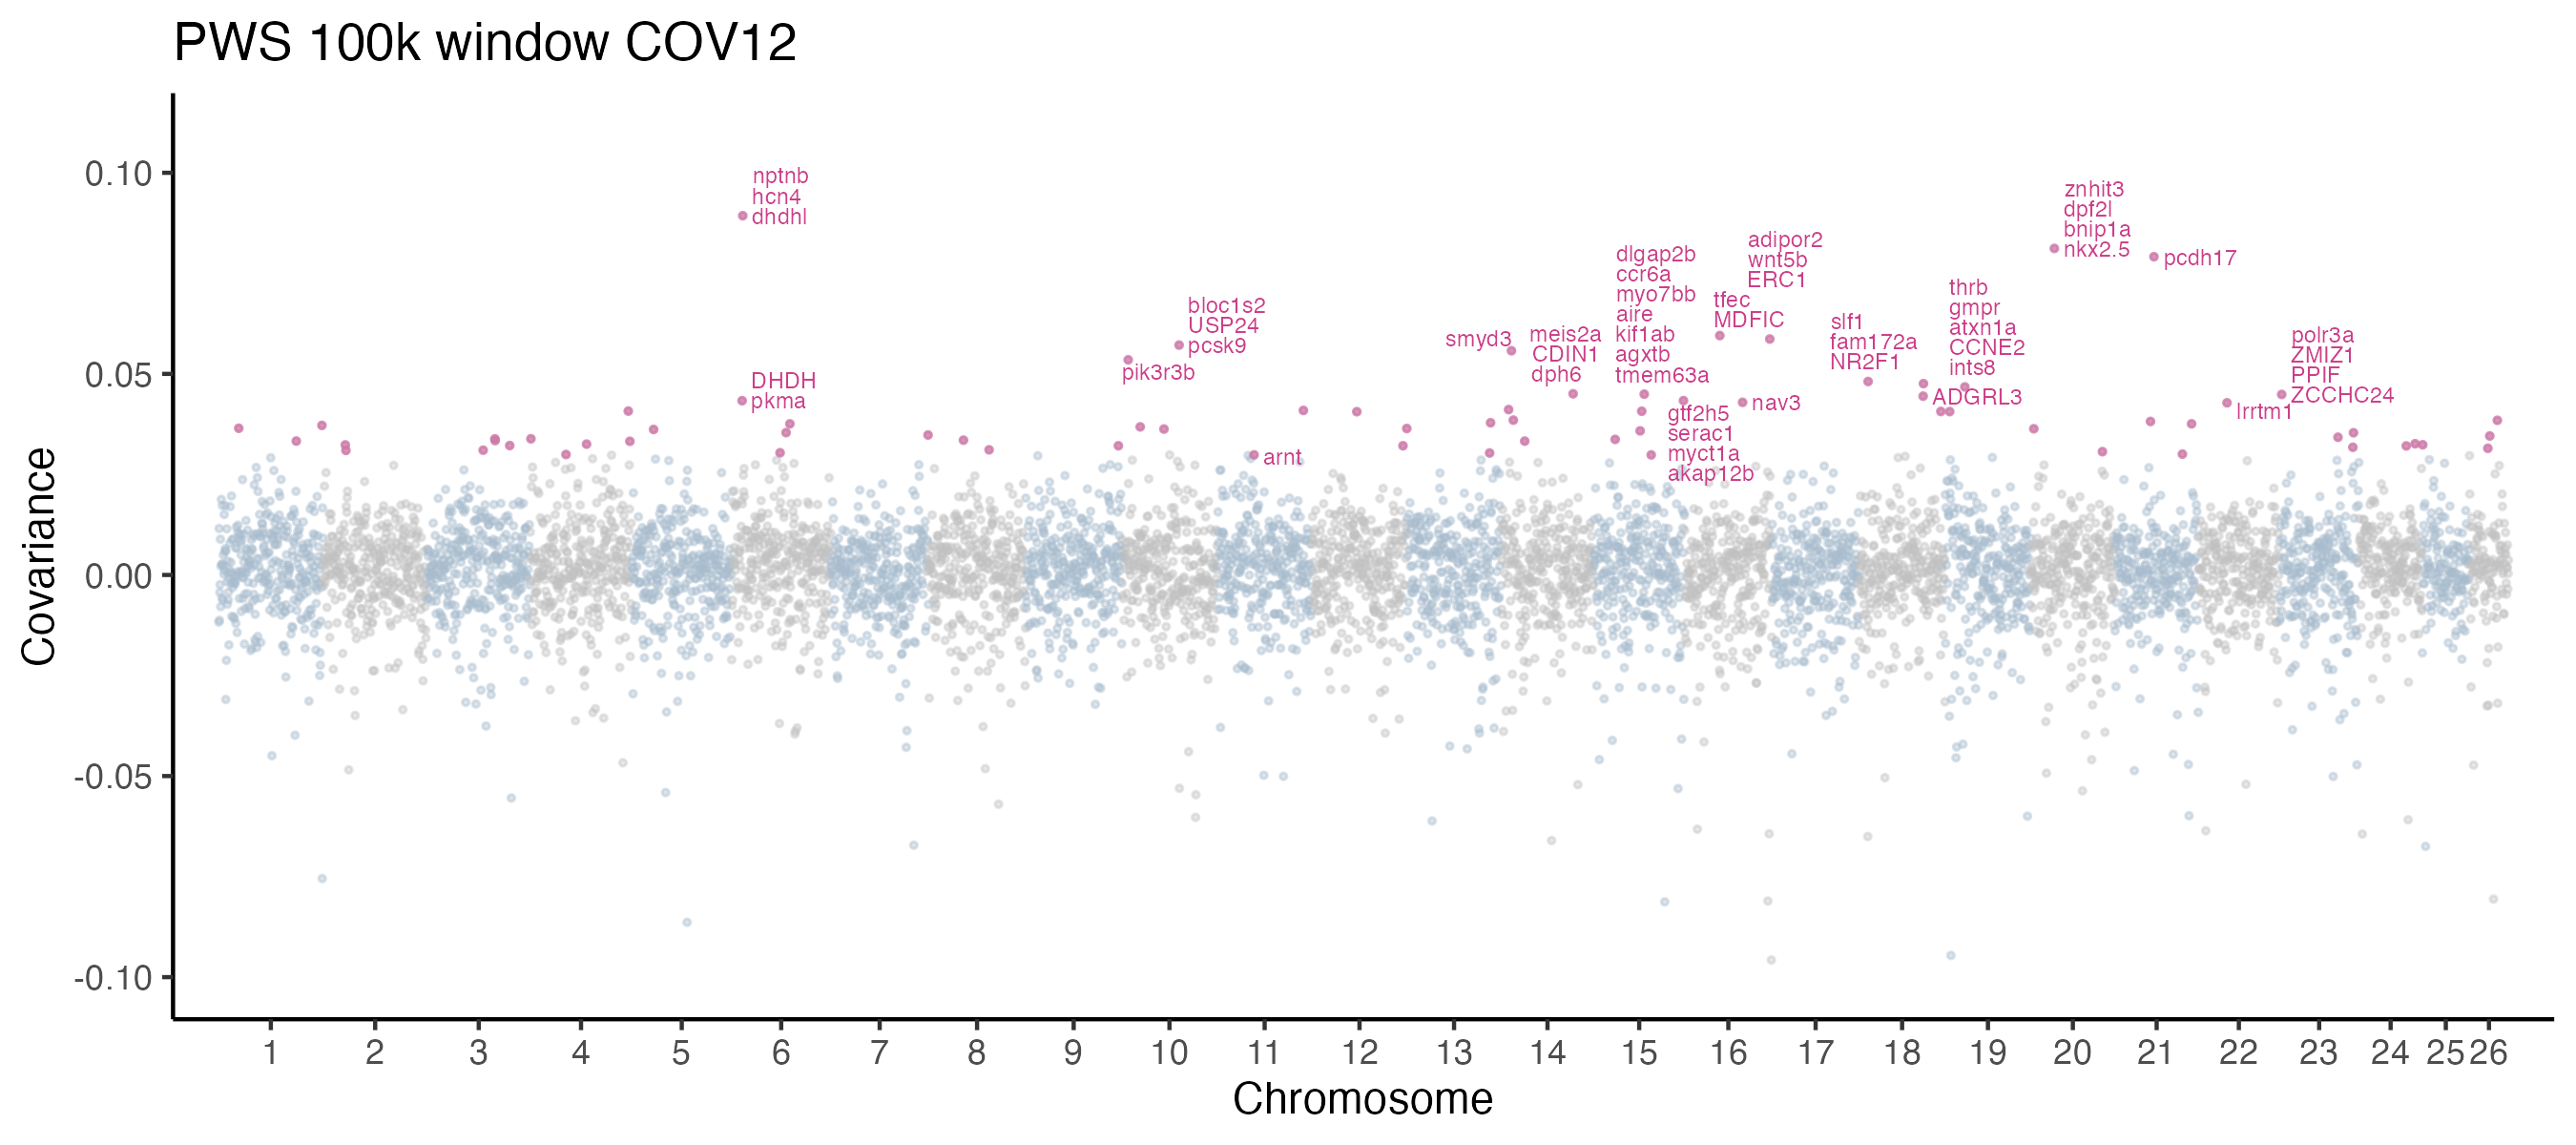 PWS 100k window COV12
Covariance
0.10
0.05
0.00
-0.05
-0.10
nptnb
hcn4
dhdhl
DHDH
pkma
bloc1s2
USP24
pcsk9
pik3r3b
arnt
smyd3
meis2a
CDIN1
dph6
dlgap2b
ccr6a
myo7bb
aire
kif1ab
agxtb
tmem63a
gtf2h5
serac1
myct1a
akap12b
tfec
MDFIC
adipor2
wnt5b
ERC1
nav3
slf1
fam172a
NR2F1
thrb
gmpr
atxn1a
CCNE2
ints8
ADGRL3
znhit3
dpf2l
bnip1a
nkx2.5
pcdh17
lrrtm1
polr3a
ZMIZ1
PPIF
ZCCHC24
1 2 3 4 5 6 7 8 9 10 11 12 13 14 15 16 17 18 19 20 21 22 23 24 25 26
Chromosome